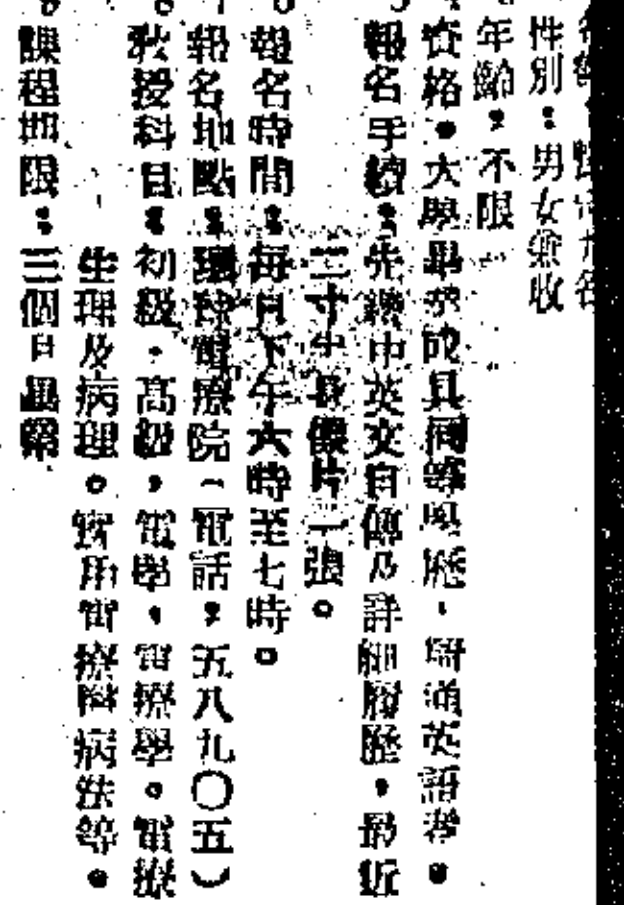 性別：男女兼收
年齡：不限
資格：大學畢業或具同等學歷，精通英語者。
報名手續：先繳中英文自傳及詳細履歷，最近
二寸半身像片一張。
報名時間：每日下午六時至七時。
報名地點：環球電療院（電話：五八九〇五）
教授科目：初級，高級，電學，電療學。電療
生理及病理。實用電療治病法等。
課程期限：三個月畢業